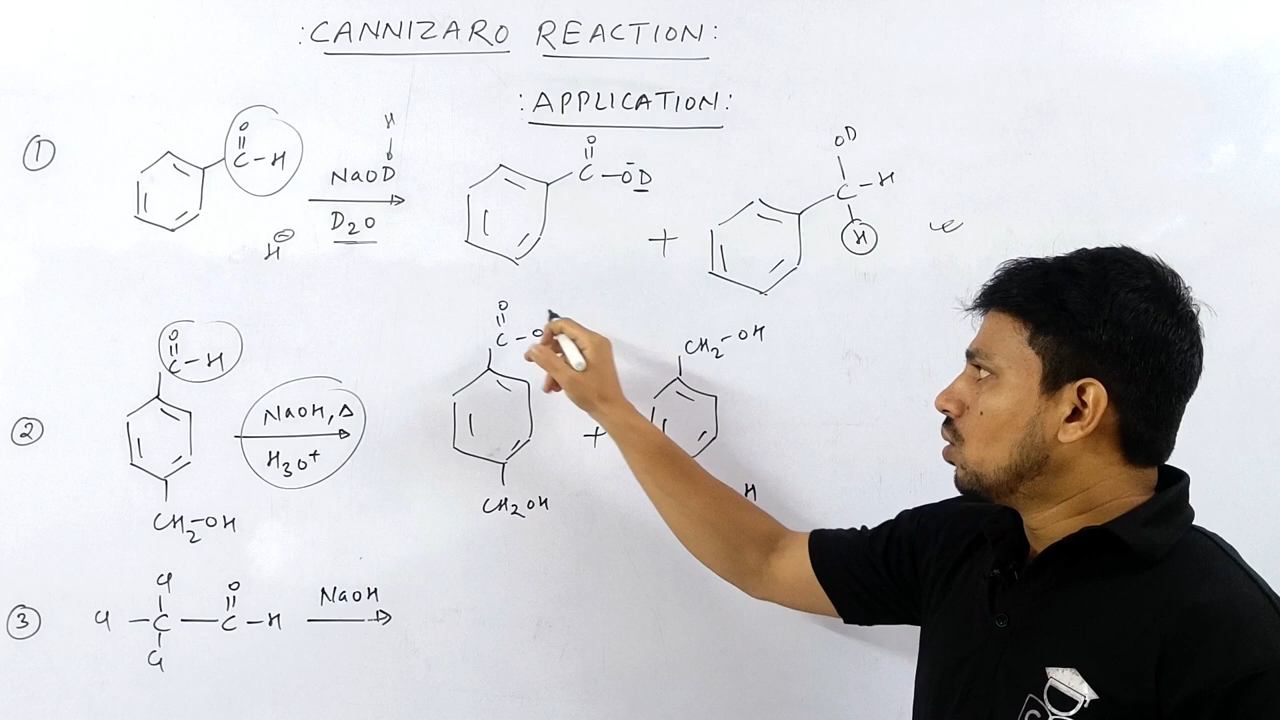 : CANNIZARO REACTION :
: APPLICATION :
①
O
C-H
H
NaOD
D2O
H⊖
O
C-ŌD
+
OD
C-H
H
②
O
C-H
CH2-OH
NaOH, Δ
H3O+
O
C-O
CH2OH
+
CH2-OH
H
③
Cl
Cl-C-C-H
O
Cl
NaOH